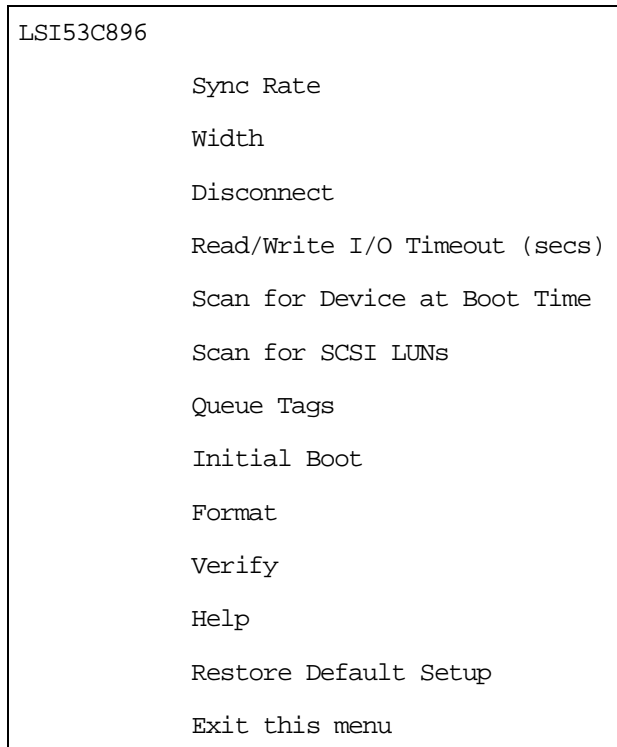 LSI53C896
Sync Rate
Width
Disconnect
Read/Write I/O Timeout (secs)
Scan for Device at Boot Time
Scan for SCSI LUNs
Queue Tags
Initial Boot
Format
Verify
Help
Restore Default Setup
Exit this menu